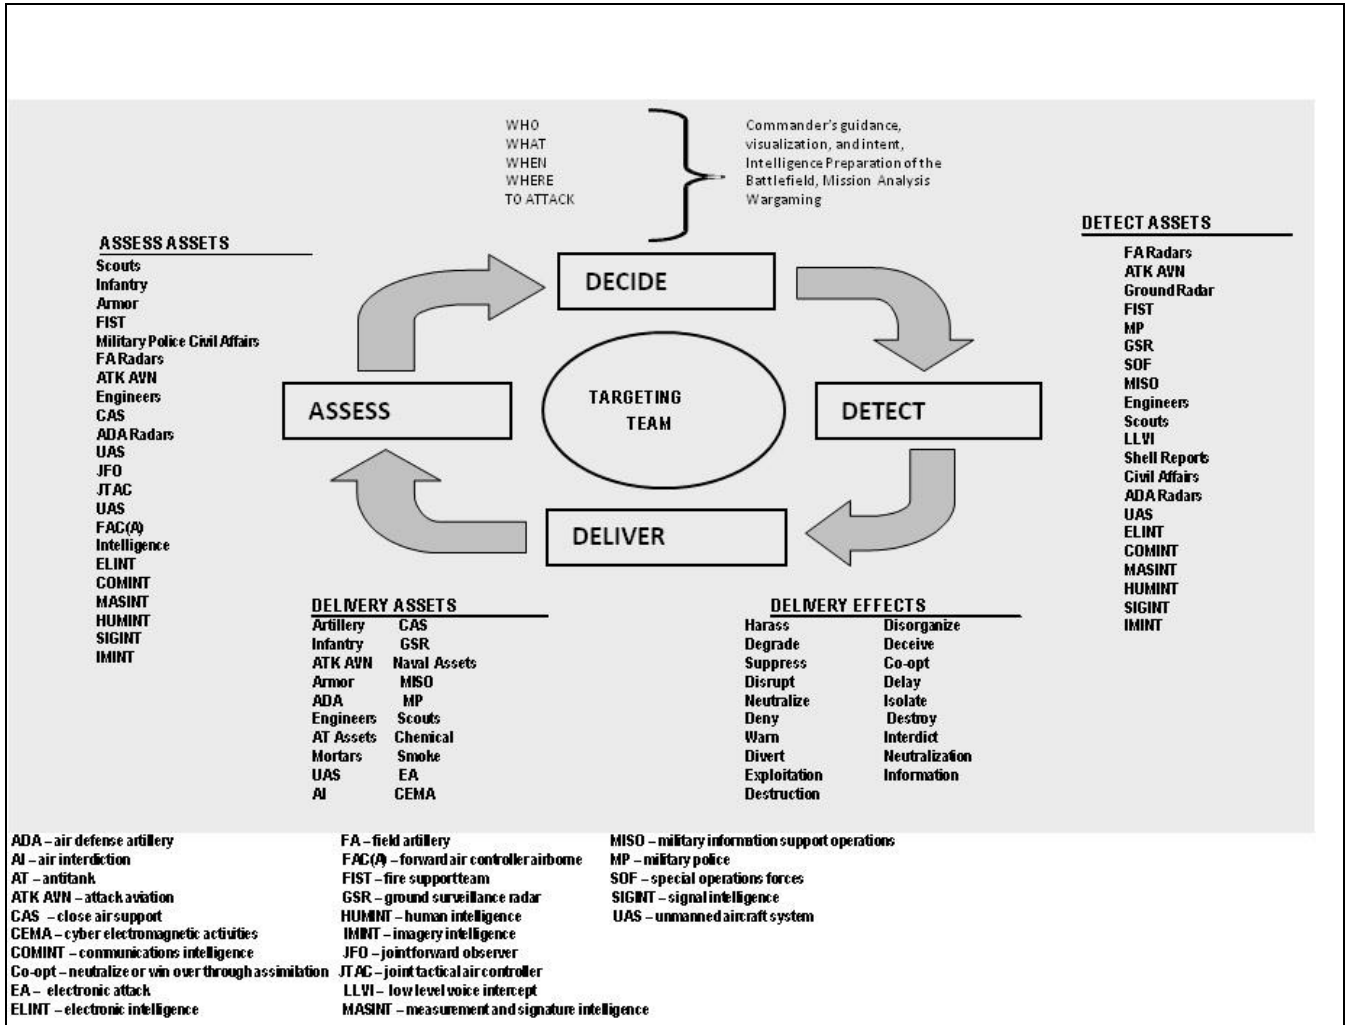 WHO
WHAT
WHEN
WHERE
TO ATTACK
Commander's guidance,
visualization, and intent,
Intelligence Preparation of the
Battlefield, Mission Analysis
Wargaming
ASSESS ASSETS
Scouts
Infantry
Armor
FIST
Military Police Civil Affairs
FA Radars
ATK AVN
Engineers
CAS
ADA Radars
UAS
JFO
JTAC
UAS
FAC(A)
Intelligence
ELINT
COMINT
MASINT
HUMINT
SIGINT
IMINT
DECIDE
ASSESS
TARGETING
TEAM
DETECT
DELIVER
DETECT ASSETS
FA Radars
ATK AVN
Ground Radar
FIST
MP
GSR
SOF
MISO
Engineers
Scouts
LLVI
Shell Reports
Civil Affairs
ADA Radars
UAS
ELINT
COMINT
MASINT
HUMINT
SIGINT
IMINT
DELIVERY ASSETS
Artillery CAS
Infantry GSR
ATK AVN Naval Assets
Armor MISO
ADA MP
Engineers Scouts
AT Assets Chemical
Mortars Smoke
UAS EA
AI CEMA
DELIVERY EFFECTS
Harass Disorganize
Degrade Deceive
Suppress Co-opt
Disrupt Delay
Neutralize Isolate
Deny Destroy
Warn Interdict
Divert Neutralization
Exploitation Information
Destruction
ADA – air defense artillery
AI – air interdiction
AT – antitank
ATK AVN – attack aviation
CAS – close air support
CEMA – cyber electromagnetic activities
COMINT – communications intelligence
Co-opt – neutralize or win over through assimilation
EA – electronic attack
ELINT – electronic intelligence
FA – field artillery
FAC(A) – forward air controller airborne
FIST – fire support team
GSR – ground surveillance radar
HUMINT – human intelligence
IMINT – imagery intelligence
JFO – joint forward observer
JTAC – joint tactical air controller
LLVI – low level voice intercept
MASINT – measurement and signature intelligence
MISO – military information support operations
MP – military police
SOF – special operations forces
SIGINT – signal intelligence
UAS – unmanned aircraft system